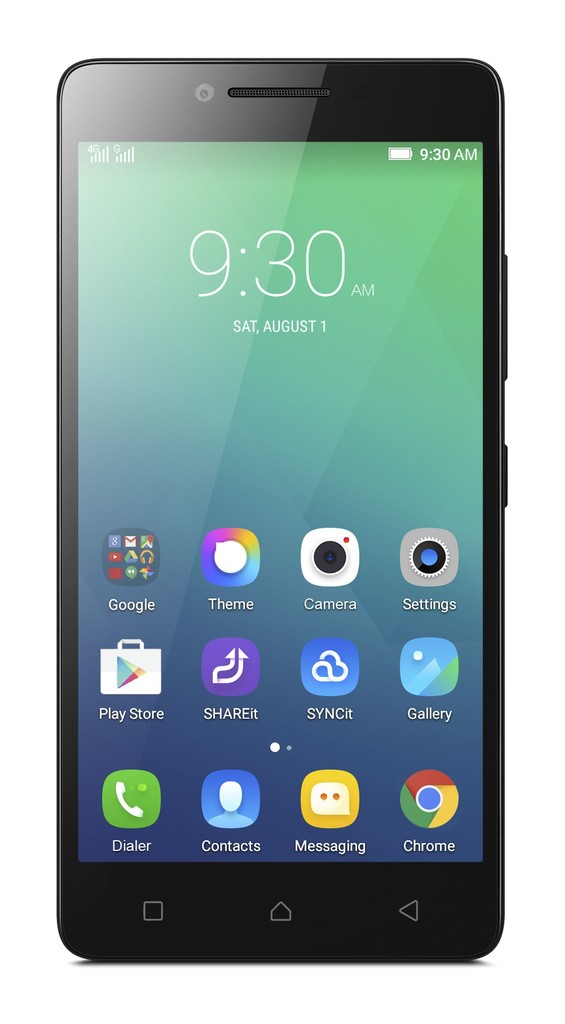 4G G 9:30 AM
9:30 AM
SAT, AUGUST 1
Google Theme Camera Settings
Play Store SHAREit SYNCit Gallery
Dialer Contacts Messaging Chrome